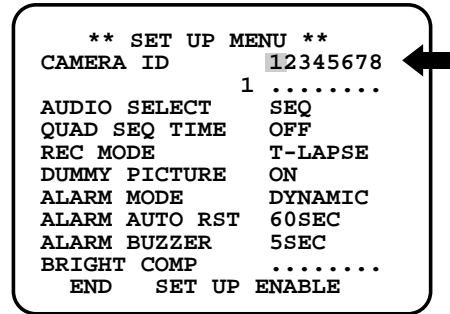 ** SET UP MENU **
CAMERA ID 12345678
1 ........
AUDIO SELECT SEQ
QUAD SEQ TIME OFF
REC MODE T-LAPSE
DUMMY PICTURE ON
ALARM MODE DYNAMIC
ALARM AUTO RST 60SEC
ALARM BUZZER 5SEC
BRIGHT COMP ........
END SET UP ENABLE